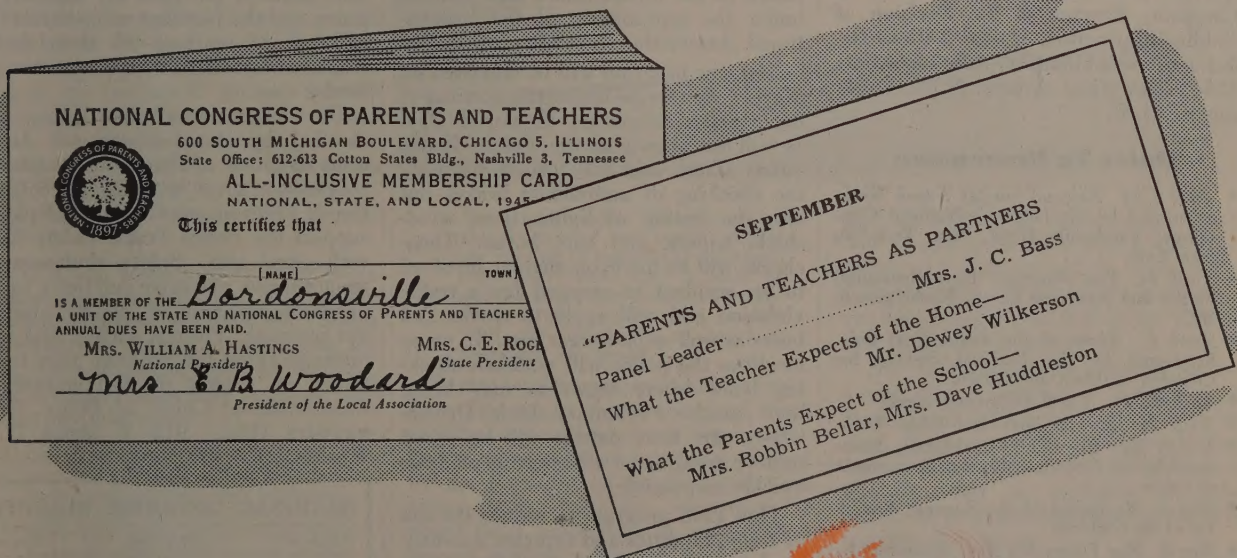 NATIONAL CONGRESS OF PARENTS AND TEACHERS
600 SOUTH MICHIGAN BOULEVARD, CHICAGO 5, ILLINOIS
State Office: 612-613 Cotton States Bldg., Nashville 3, Tennessee
ALL-INCLUSIVE MEMBERSHIP CARD
NATIONAL, STATE, AND LOCAL, 1945-
NATIONAL CONGRESS OF PARENTS AND TEACHERS
·1897·
This certifies that
[NAME] TOWN]
IS A MEMBER OF THE Gordonsville
A UNIT OF THE STATE AND NATIONAL CONGRESS OF PARENTS AND TEACHERS
ANNUAL DUES HAVE BEEN PAID.
MRS. WILLIAM A. HASTINGS MRS. C. E. ROG
National President State President
Mrs E. B Woodard
President of the Local Association
SEPTEMBER
"PARENTS AND TEACHERS AS PARTNERS
Panel Leader .................... Mrs. J. C. Bass
What the Teacher Expects of the Home—
Mr. Dewey Wilkerson
What the Parents Expect of the School—
Mrs. Robbin Bellar, Mrs. Dave Huddleston